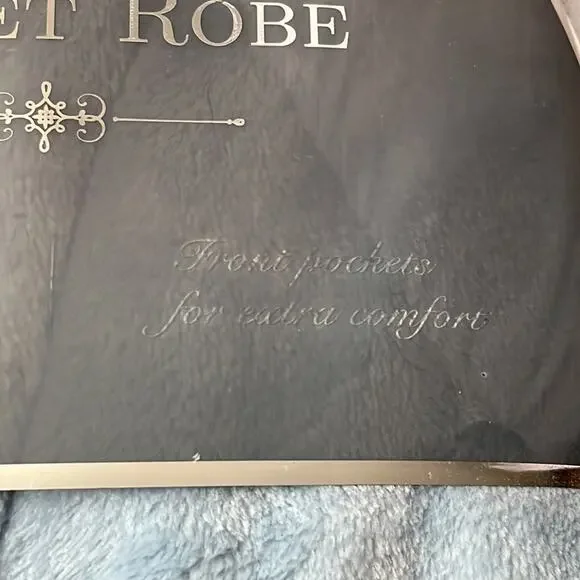 ET ROBE
Front pockets
for extra comfort